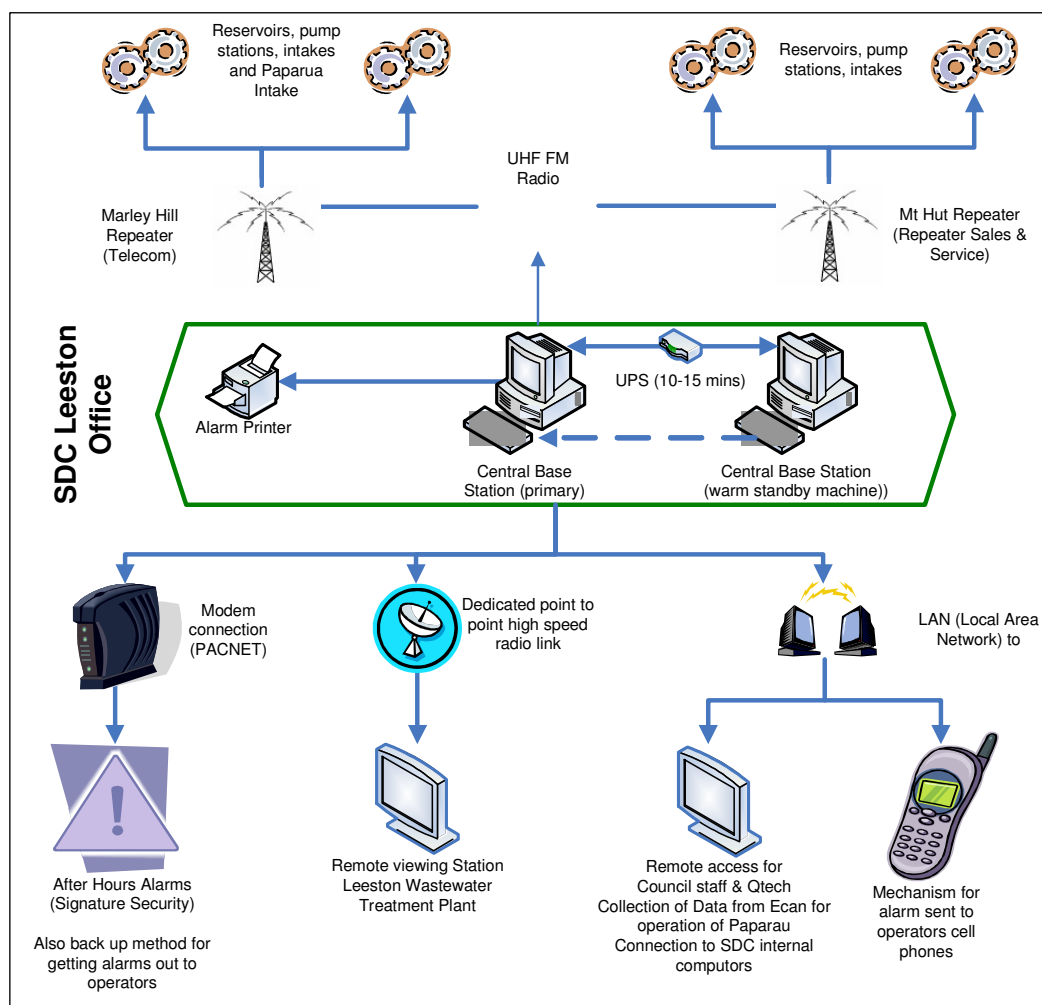 Reservoirs, pump
stations, intakes
and Paparua
Intake
Reservoirs, pump
stations, intakes
UHF FM
Radio
Marley Hill
Repeater
(Telecom)
Mt Hut Repeater
(Repeater Sales &
Service)
SDC Leeston
Office
UPS (10-15 mins)
Alarm Printer
Central Base
Station (primary)
Central Base Station
(warm standby machine))
Modem
connection
(PACNET)
Dedicated point to
point high speed
radio link
LAN (Local Area
Network) to
After Hours Alarms
(Signature Security)
Also back up method for
getting alarms out to
operators
Remote viewing Station
Leeston Wastewater
Treatment Plant
Remote access for
Council staff & Qtech
Collection of Data from Ecan for
operation of Paparau
Connection to SDC internal
computors
Mechanism for
alarm sent to
operators cell
phones